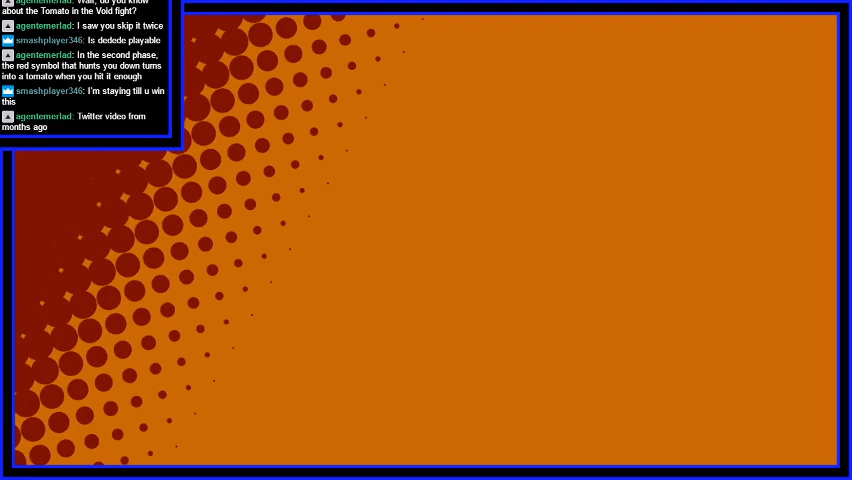 agentemerlad: Wait, do you know
about the Tomato in the Void fight?
agentemerlad: I saw you skip it twice
smashplayer346: Is dedede playable
agentemerlad: In the second phase,
the red symbol that hunts you down turns
into a tomato when you hit it enough
smashplayer346: I'm staying till u win
this
agentemerlad: Twitter video from
months ago